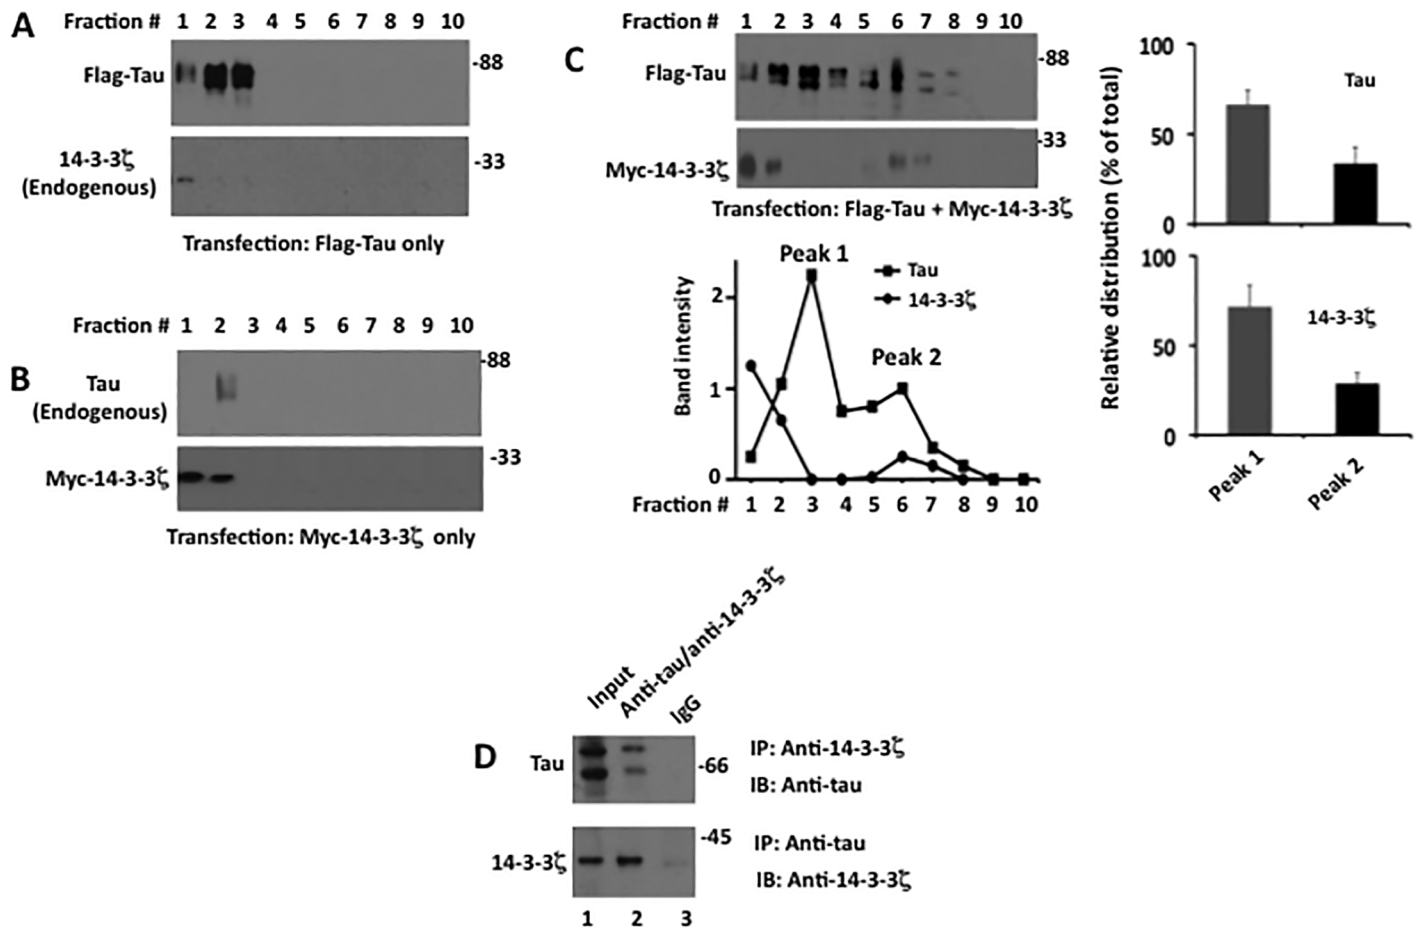 A
Fraction # 1 2 3 4 5 6 7 8 9 10
Flag-Tau
-88
14-3-3ζ
(Endogenous)
-33
Transfection: Flag-Tau only
B
Fraction # 1 2 3 4 5 6 7 8 9 10
Tau
(Endogenous)
-88
Myc-14-3-3ζ
-33
Transfection: Myc-14-3-3ζ only
C
Fraction # 1 2 3 4 5 6 7 8 9 10
Flag-Tau
-88
Myc-14-3-3ζ
-33
Transfection: Flag-Tau + Myc-14-3-3ζ
Peak 1
Peak 2
Tau
14-3-3ζ
Band intensity
2
1
0
Fraction # 1 2 3 4 5 6 7 8 9 10
Relative distribution (% of total)
100
50
0
Tau
100
50
0
14-3-3ζ
Peak 1
Peak 2
D
Input
Anti-tau/anti-14-3-3ζ
IgG
Tau
-66
IP: Anti-14-3-3ζ
IB: Anti-tau
14-3-3ζ
-45
IP: Anti-tau
IB: Anti-14-3-3ζ
1 2 3